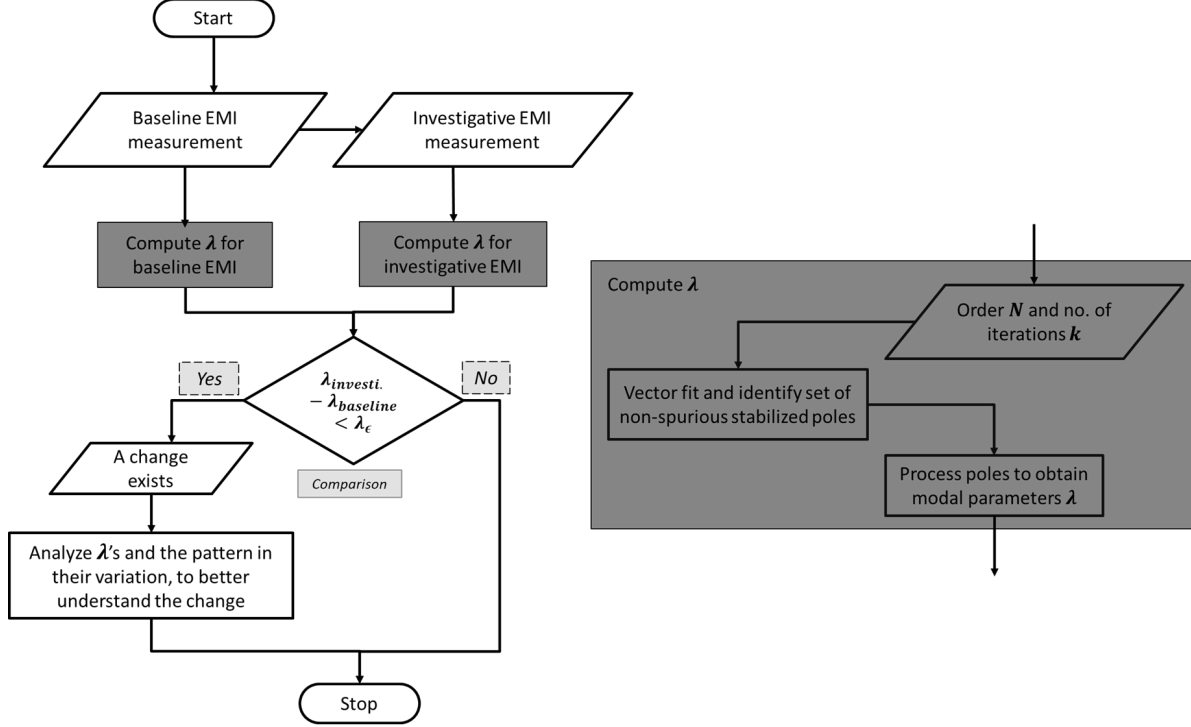 Start
Baseline EMI
measurement
Investigative EMI
measurement
Compute λ for
baseline EMI
Compute λ for
investigative EMI
Yes
λinvesti.
− λbaseline
< λϵ
No
Comparison
A change
exists
Analyze λ's and the pattern in
their variation, to better
understand the change
Stop
Compute λ
Order N and no. of
iterations k
Vector fit and identify set of
non-spurious stabilized poles
Process poles to obtain
modal parameters λ